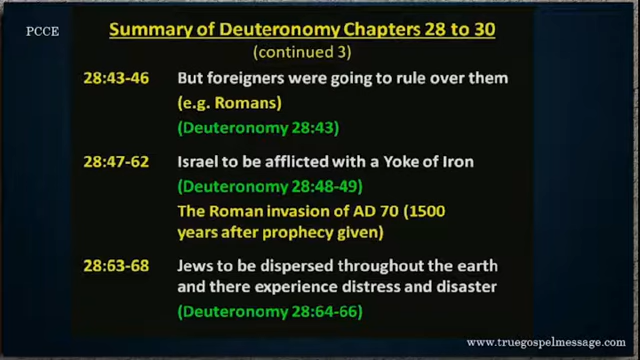 PCCE
Summary of Deuteronomy Chapters 28 to 30
(continued 3)
28:43-46 But foreigners were going to rule over them
(e.g. Romans)
(Deuteronomy 28:43)
28:47-62 Israel to be afflicted with a Yoke of Iron
(Deuteronomy 28:48-49)
The Roman invasion of AD 70 (1500
years after prophecy given)
28:63-68 Jews to be dispersed throughout the earth
and there experience distress and disaster
(Deuteronomy 28:64-66)
www.truegospelmessage.com